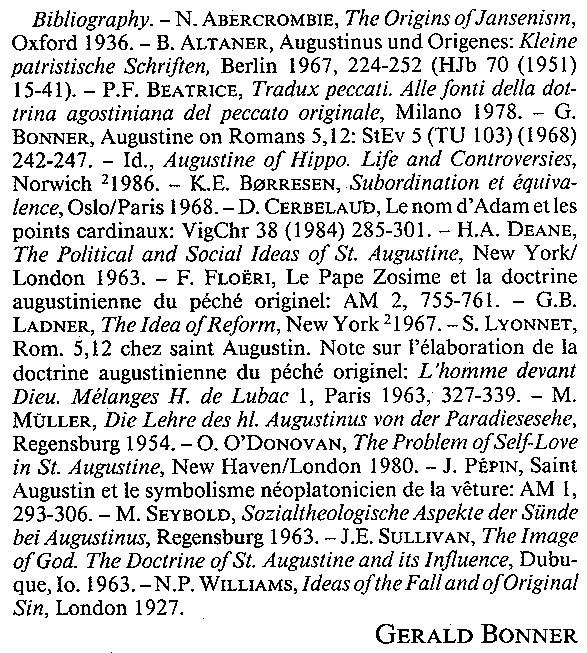 Bibliography. – N. ABERCROMBIE, The Origins of Jansenism,
Oxford 1936. – B. ALTANER, Augustinus und Origenes: Kleine
patristische Schriften, Berlin 1967, 224-252 (HJb 70 (1951)
15-41). – P.F. BEATRICE, Tradux peccati. Alle fonti della dot-
trina agostiniana del peccato originale, Milano 1978. – G.
BONNER, Augustine on Romans 5,12: StEv 5 (TU 103) (1968)
242-247. – Id., Augustine of Hippo. Life and Controversies,
Norwich ²1986. – K.E. BØRRESEN, Subordination et équiva-
lence, Oslo/Paris 1968. – D. CERBELAUD, Le nom d'Adam et les
points cardinaux: VigChr 38 (1984) 285-301. – H.A. DEANE,
The Political and Social Ideas of St. Augustine, New York/
London 1963. – F. FLOËRI, Le Pape Zosime et la doctrine
augustinienne du péché originel: AM 2, 755-761. – G.B.
LADNER, The Idea of Reform, New York ²1967. – S. LYONNET,
Rom. 5,12 chez saint Augustin. Note sur l'élaboration de la
doctrine augustinienne du péché originel: L'homme devant
Dieu. Mélanges H. de Lubac 1, Paris 1963, 327-339. – M.
MÜLLER, Die Lehre des hl. Augustinus von der Paradiesesehe,
Regensburg 1954. – O. O'DONOVAN, The Problem of Self-Love
in St. Augustine, New Haven/London 1980. – J. PÉPIN, Saint
Augustin et le symbolisme néoplatonicien de la vêture: AM 1,
293-306. – M. SEYBOLD, Sozialtheologische Aspekte der Sünde
bei Augustinus, Regensburg 1963. – J.E. SULLIVAN, The Image
of God. The Doctrine of St. Augustine and its Influence, Dubu-
que, Io. 1963. – N.P. WILLIAMS, Ideas of the Fall and of Original
Sin, London 1927.
GERALD BONNER